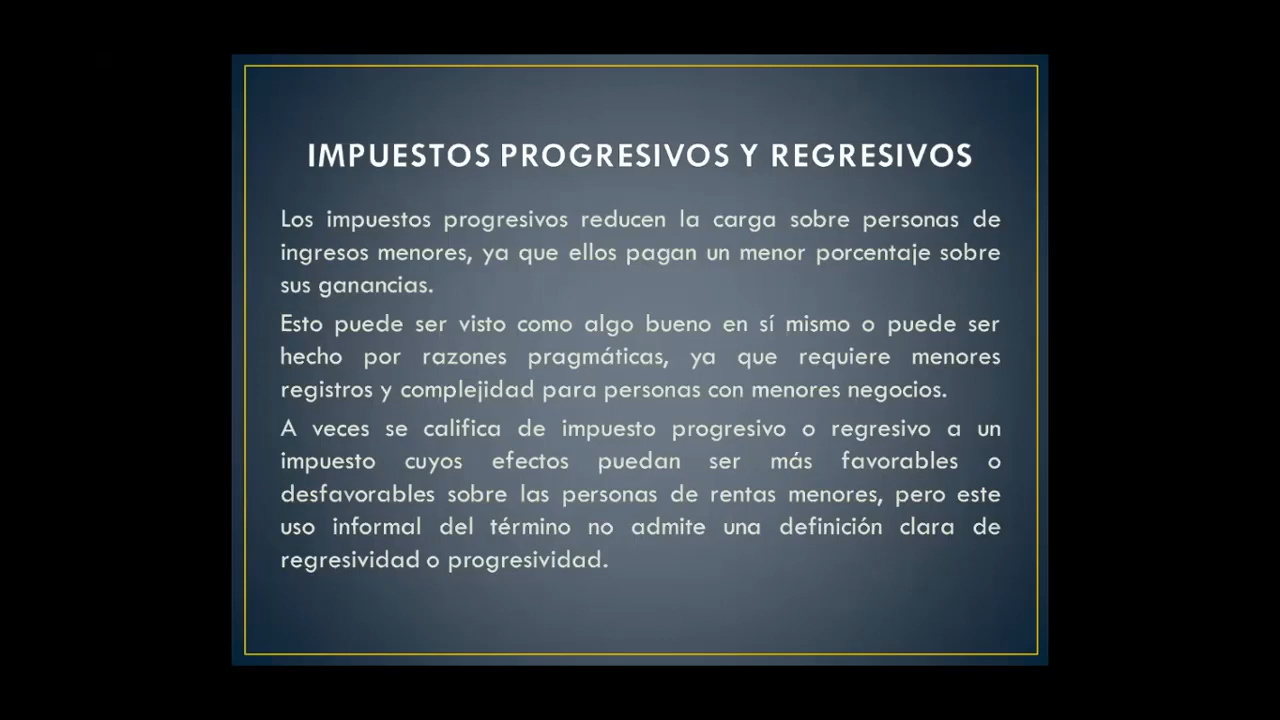 IMPUESTOS PROGRESIVOS Y REGRESIVOS
Los impuestos progresivos reducen la carga sobre personas de
ingresos menores, ya que ellos pagan un menor porcentaje sobre
sus ganancias.
Esto puede ser visto como algo bueno en sí mismo o puede ser
hecho por razones pragmáticas, ya que requiere menores
registros y complejidad para personas con menores negocios.
A veces se califica de impuesto progresivo o regresivo a un
impuesto cuyos efectos puedan ser más favorables o
desfavorables sobre las personas de rentas menores, pero este
uso informal del término no admite una definición clara de
regresividad o progresividad.